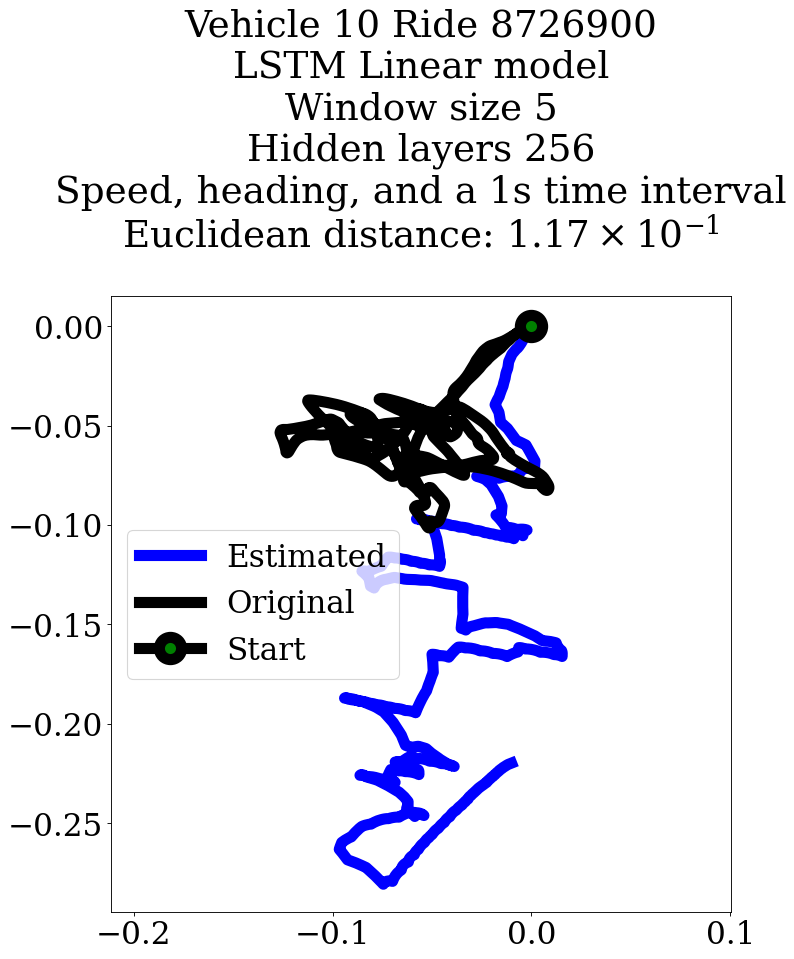 Vehicle 10 Ride 8726900
LSTM Linear model
Window size 5
Hidden layers 256
Speed, heading, and a 1s time interval
Euclidean distance: 1.17 × 10⁻¹
0.00
−0.05
−0.10
−0.15
−0.20
−0.25
Estimated
Original
Start
−0.2
−0.1
0.0
0.1